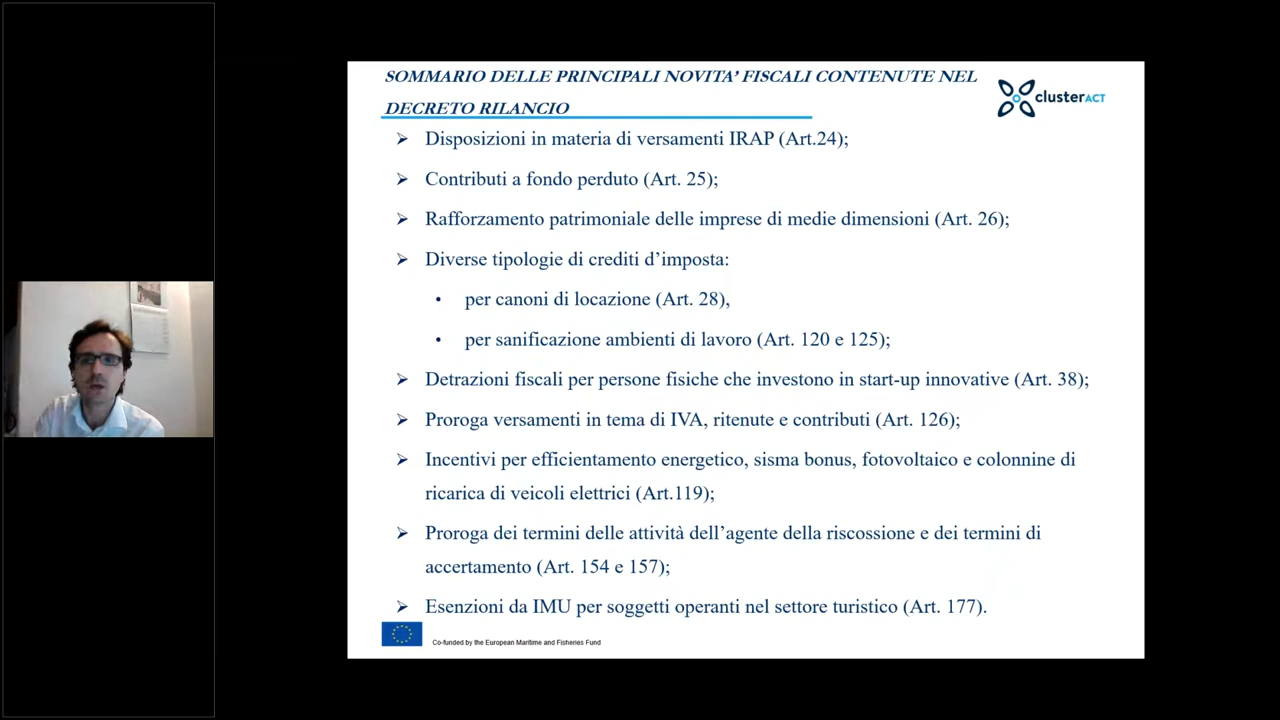 SOMMARIO DELLE PRINCIPALI NOVITA' FISCALI CONTENUTE NEL
DECRETO RILANCIO
clusterACT
Disposizioni in materia di versamenti IRAP (Art.24);
Contributi a fondo perduto (Art. 25);
Rafforzamento patrimoniale delle imprese di medie dimensioni (Art. 26);
Diverse tipologie di crediti d'imposta:
per canoni di locazione (Art. 28),
per sanificazione ambienti di lavoro (Art. 120 e 125);
Detrazioni fiscali per persone fisiche che investono in start-up innovative (Art. 38);
Proroga versamenti in tema di IVA, ritenute e contributi (Art. 126);
Incentivi per efficientamento energetico, sisma bonus, fotovoltaico e colonnine di
ricarica di veicoli elettrici (Art.119);
Proroga dei termini delle attività dell'agente della riscossione e dei termini di
accertamento (Art. 154 e 157);
Esenzioni da IMU per soggetti operanti nel settore turistico (Art. 177).
Co-funded by the European Maritime and Fisheries Fund